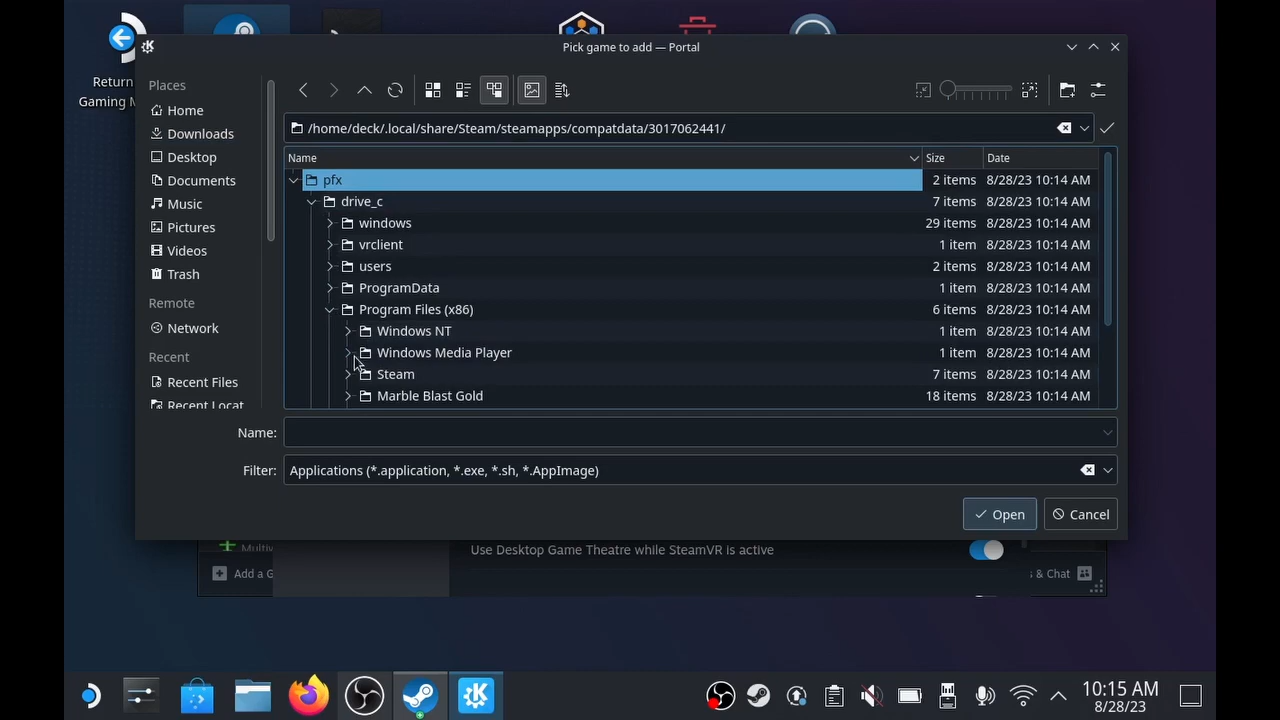 Return
Gaming M
Pick game to add — Portal
Places
Home
Downloads
Desktop
Documents
Music
Pictures
Videos
Trash
Remote
Network
Recent
Recent Files
Recent Locat
/home/deck/.local/share/Steam/steamapps/compatdata/3017062441/
Name Size Date
pfx 2 items 8/28/23 10:14 AM
drive_c 7 items 8/28/23 10:14 AM
windows 29 items 8/28/23 10:14 AM
vrclient 1 item 8/28/23 10:14 AM
users 2 items 8/28/23 10:14 AM
ProgramData 1 item 8/28/23 10:14 AM
Program Files (x86) 6 items 8/28/23 10:14 AM
Windows NT 1 item 8/28/23 10:14 AM
Windows Media Player 1 item 8/28/23 10:14 AM
Steam 7 items 8/28/23 10:14 AM
Marble Blast Gold 18 items 8/28/23 10:14 AM
Name:
Filter: Applications (*.application, *.exe, *.sh, *.AppImage)
Open Cancel
Use Desktop Game Theatre while SteamVR is active
Add a G
s & Chat
10:15 AM
8/28/23